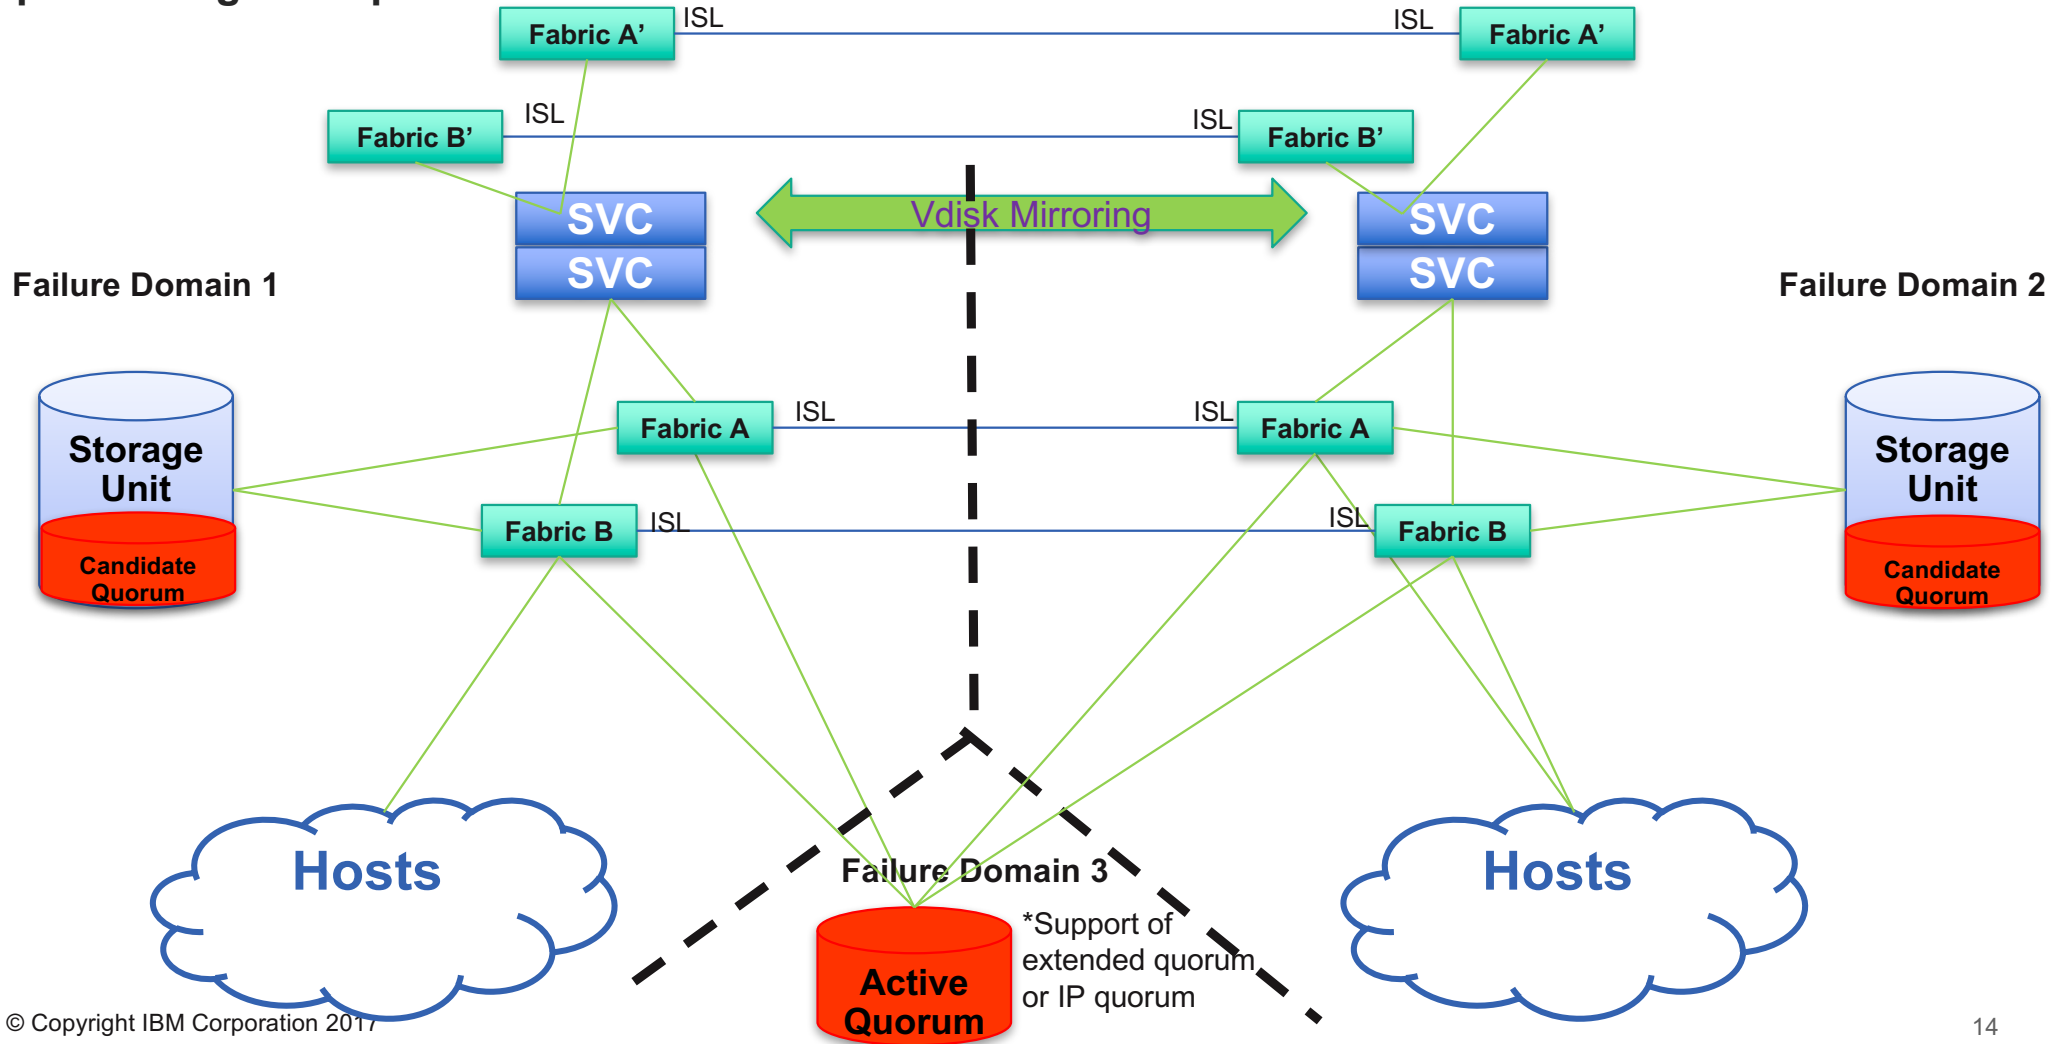 Fabric A’
ISL
ISL
Fabric A’
Fabric B’
ISL
ISL
Fabric B’
SVC
Vdisk Mirroring
SVC
SVC
SVC
Failure Domain 1
Failure Domain 2
Fabric A
ISL
ISL
Fabric A
Storage
Unit
Storage
Unit
Fabric B
ISL
ISL
Fabric B
Candidate
Quorum
Candidate
Quorum
Hosts
Failure Domain 3
Hosts
*Support of
extended quorum
or IP quorum
Active
Quorum
© Copyright IBM Corporation 2017
14